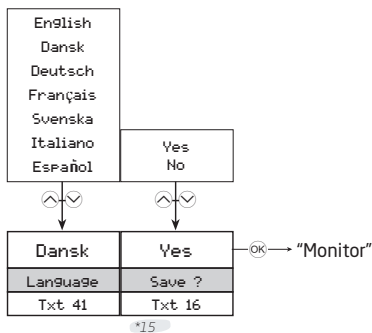 English
Dansk
Deutsch
Français
Svenska
Italiano
Español
Yes
No
Dansk
Yes
OK
"Monitor"
Language
Save ?
Txt 41
Txt 16
*15